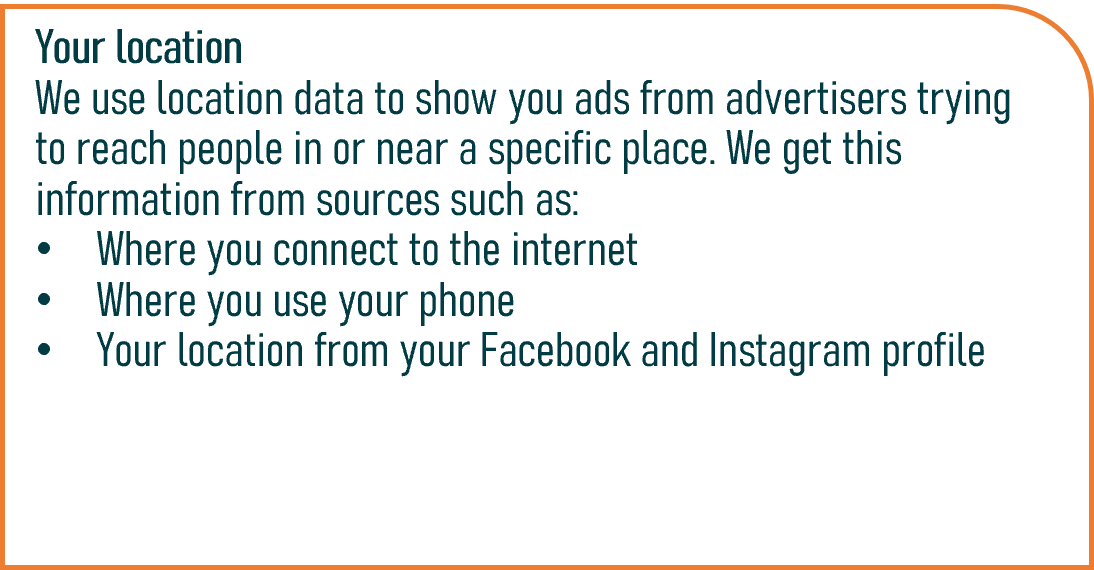 Your location
We use location data to show you ads from advertisers trying
to reach people in or near a specific place. We get this
information from sources such as:
• Where you connect to the internet
• Where you use your phone
• Your location from your Facebook and Instagram profile